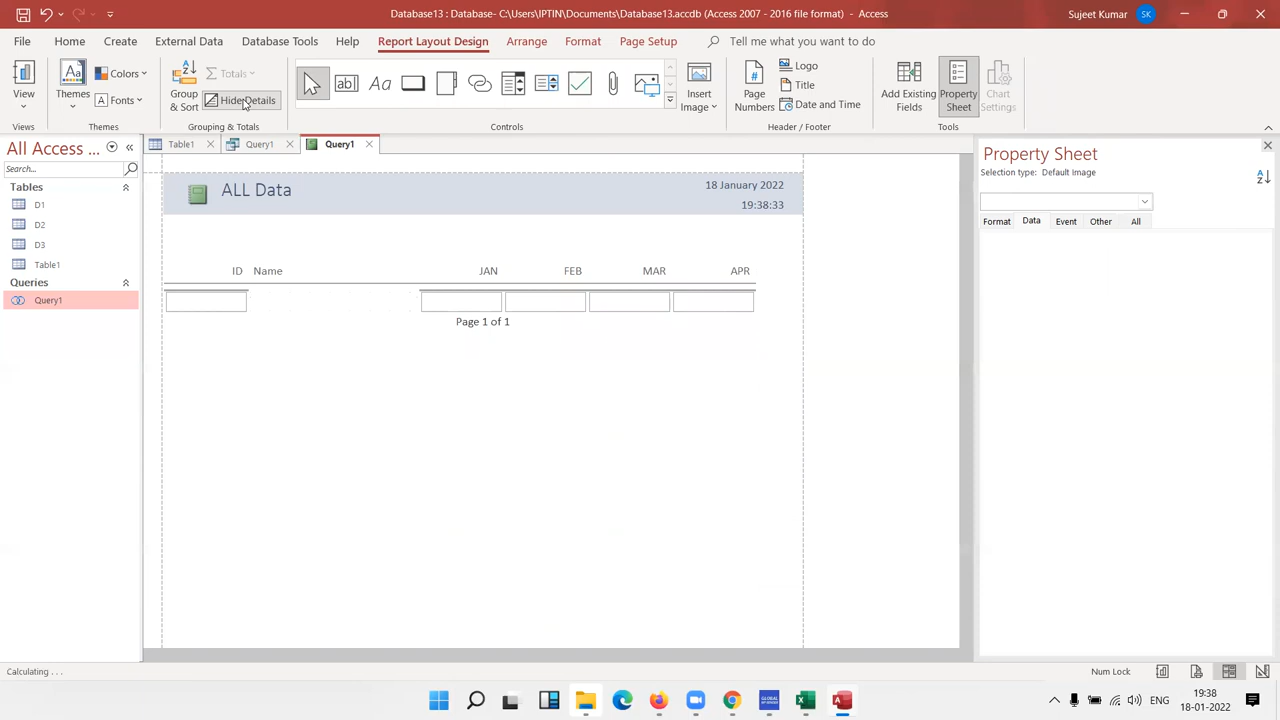 Database13 : Database- C:\Users\IPTIN\Documents\Database13.accdb (Access 2007 - 2016 file format) - Access
Sujeet Kumar
SK
File
Home
Create
External Data
Database Tools
Help
Report Layout Design
Arrange
Format
Page Setup
Tell me what you want to do
View
Themes
Colors
Fonts
Group & Sort
Totals
Hide Details
Insert Image
Page Numbers
Logo
Title
Date and Time
Add Existing Fields
Property Sheet
Chart Settings
Views
Themes
Grouping & Totals
Controls
Header / Footer
Tools
All Access ...
Search...
Tables
D1
D2
D3
Table1
Queries
Query1
Table1
Query1
Query1
ALL Data
18 January 2022
19:38:33
ID Name JAN FEB MAR APR
Page 1 of 1
Property Sheet
Selection type: Default Image
Format
Data
Event
Other
All
Calculating . . .
Num Lock
ENG
19:38
18-01-2022